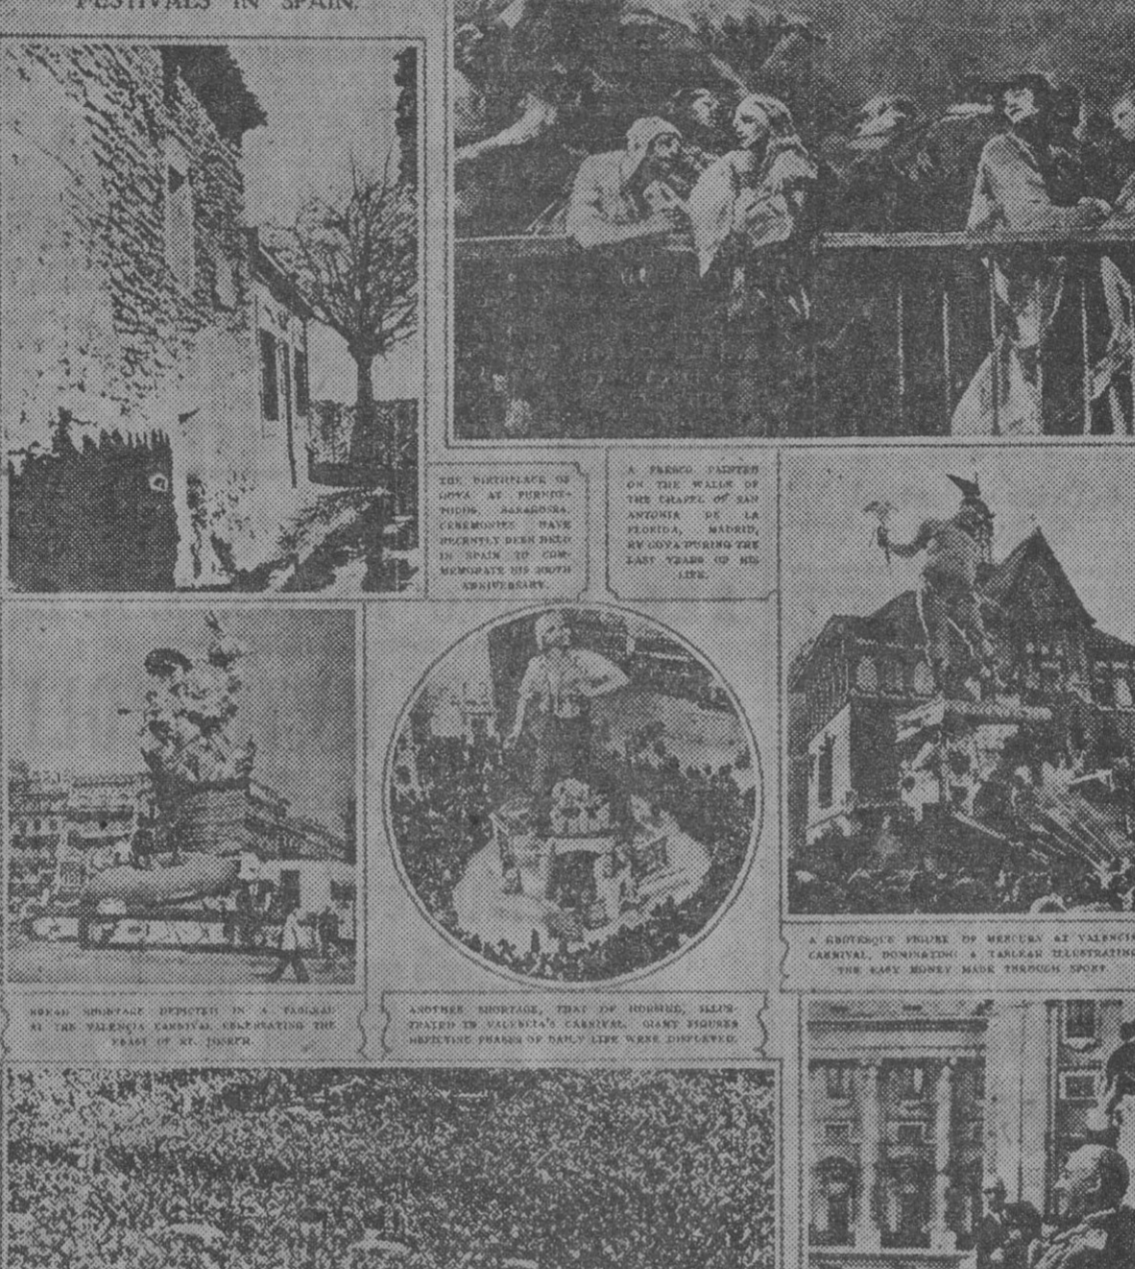 FESTIVALS IN SPAIN.
THE BIRTHPLACE OF
GOYA AT FUENDE-
TODOS, SARAGOSSA.
CEREMONIES HAVE
RECENTLY BEEN HELD
IN SPAIN TO COM-
MEMORATE HIS 100TH
ANNIVERSARY.
A FRESCO PAINTED
ON THE WALLS OF
THE CHAPEL OF SAN
ANTONIA DE LA
FLORIDA, MADRID,
BY GOYA DURING THE
LAST YEARS OF HIS
LIFE.
A GROTESQUE FIGURE OF MERCURY AT VALENCIA
CARNIVAL, DOMINATING A TABLEAU ILLUSTRATING
THE EASY MONEY MADE THROUGH SPORT.
BREAD SHORTAGE DEPICTED IN A TABLEAU
AT THE VALENCIA CARNIVAL CELEBRATING THE
FEAST OF ST. JOSEPH.
ANOTHER SHORTAGE, THAT OF HOUSING, ILLUS-
TRATED IN VALENCIA'S CARNIVAL. GIANT FIGURES
DEPICTING PHASES OF DAILY LIFE WERE DISPLAYED.